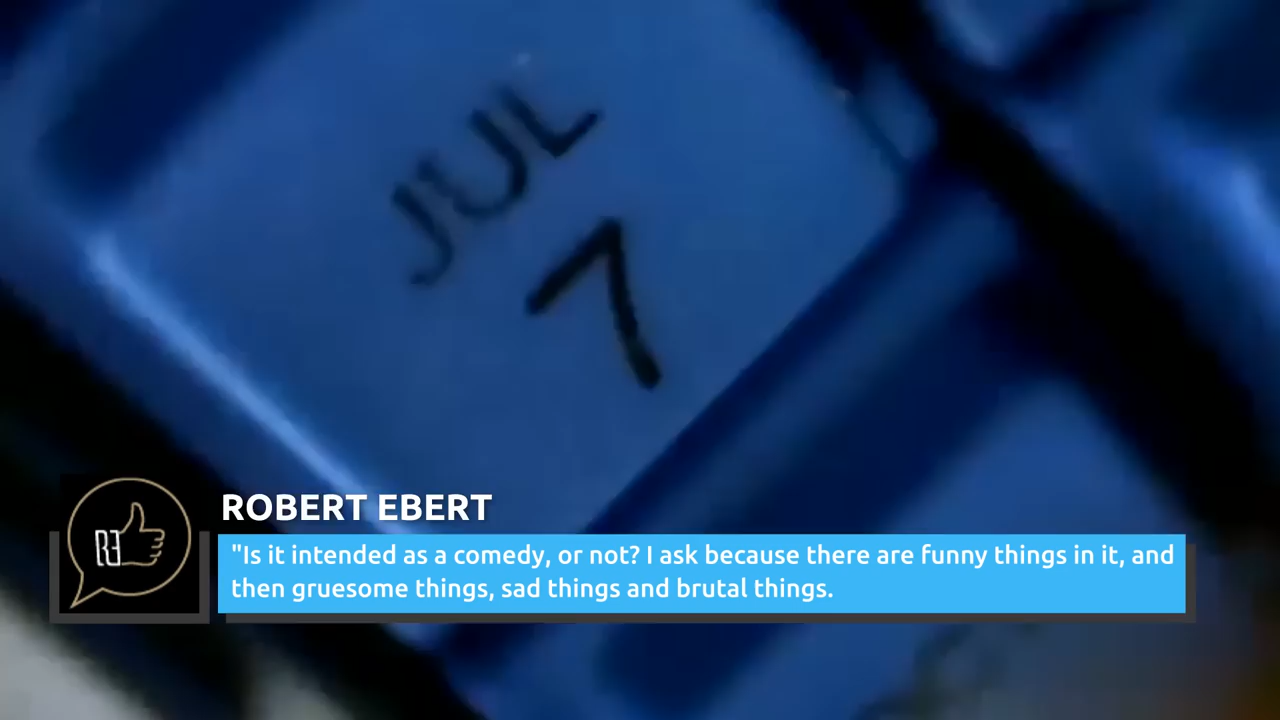 JUL
7
RE
ROBERT EBERT
"Is it intended as a comedy, or not? I ask because there are funny things in it, and
then gruesome things, sad things and brutal things.